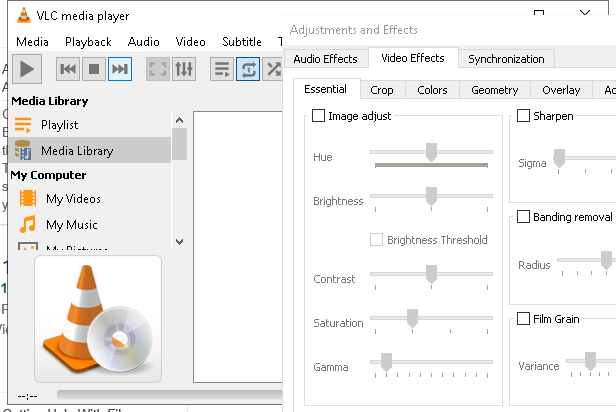 VLC media player
Adjustments and Effects
Media Playback Audio Video Subtitle
Audio Effects Video Effects Synchronization
Essential Crop Colors Geometry Overlay
Media Library
Playlist
Media Library
My Computer
My Videos
My Music
My Pictures
--:--
Image adjust
Hue
Brightness
Brightness Threshold
Contrast
Saturation
Gamma
Sharpen
Sigma
Banding removal
Radius
Film Grain
Variance